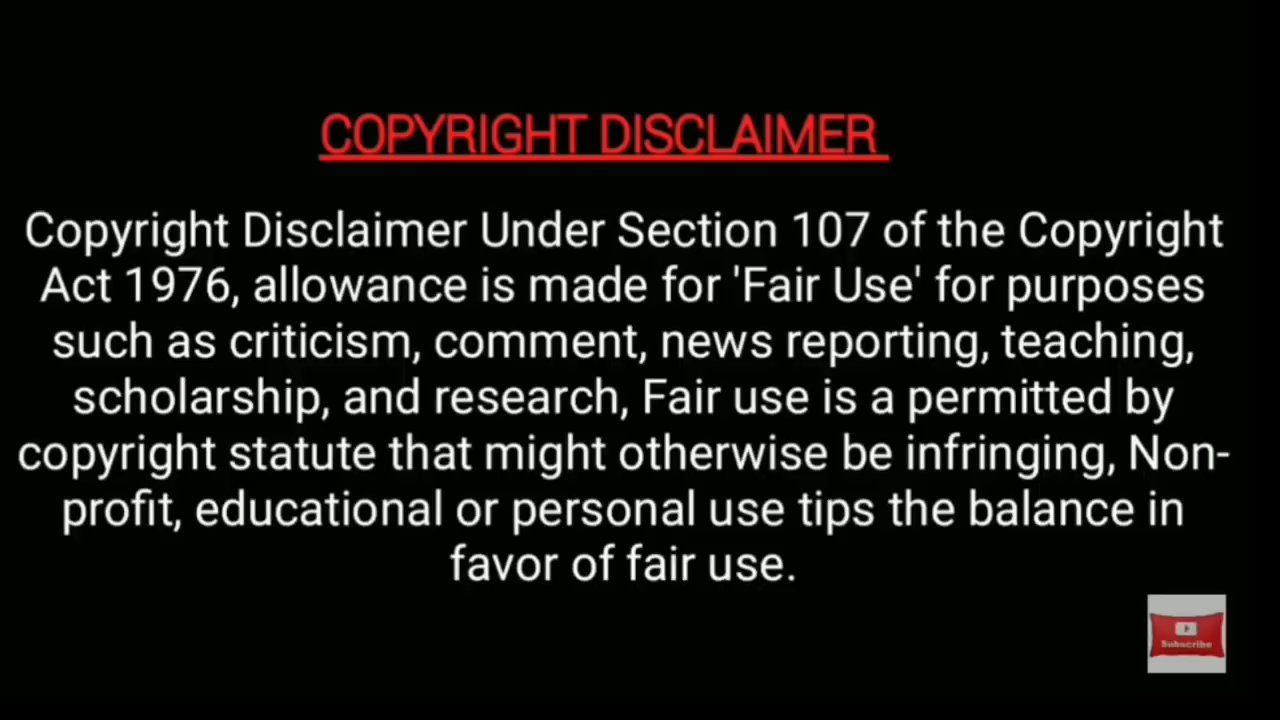 COPYRIGHT DISCLAIMER
Copyright Disclaimer Under Section 107 of the Copyright
Act 1976, allowance is made for 'Fair Use' for purposes
such as criticism, comment, news reporting, teaching,
scholarship, and research, Fair use is a permitted by
copyright statute that might otherwise be infringing, Non-
profit, educational or personal use tips the balance in
favor of fair use.
Subscribe